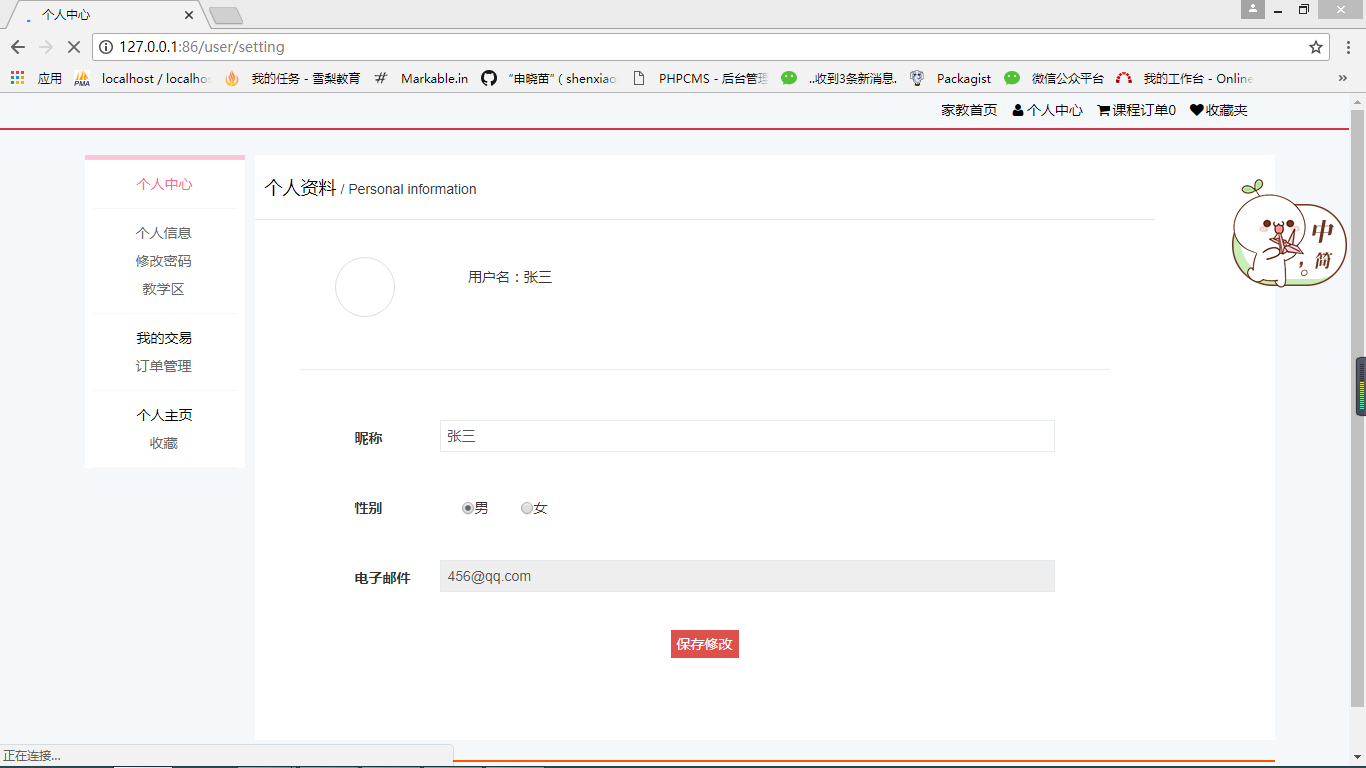 个人中心
127.0.0.1:86/user/setting
应用 localhost / localhos 我的任务 - 雪梨教育 Markable.in “申晓苗” ( shenxiao PHPCMS - 后台管理 ..收到3条新消息. Packagist 微信公众平台 我的工作台 - Online »
家教首页 个人中心 课程订单0 收藏夹
个人中心
个人信息
修改密码
教学区
我的交易
订单管理
个人主页
收藏
个人资料 / Personal information
用户名：张三
昵称 张三
性别 男 女
电子邮件 456@qq.com
保存修改
中
，简
正在连接...